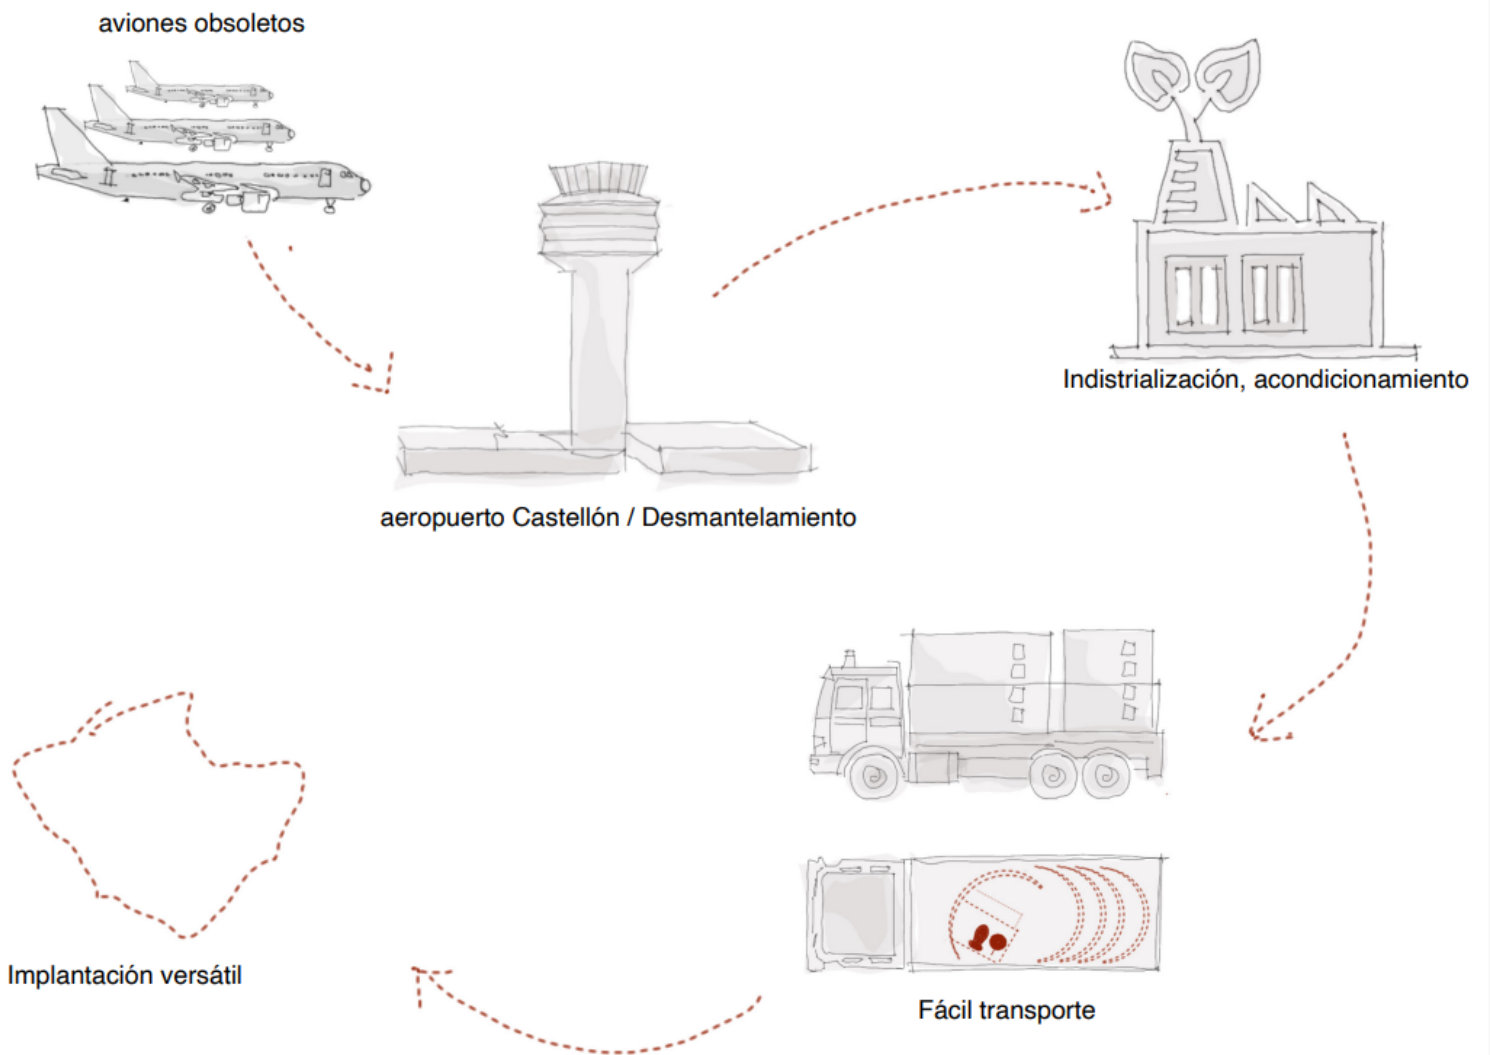 aviones obsoletos
Indistrialización, acondicionamiento
aeropuerto Castellón / Desmantelamiento
Fácil transporte
Implantación versátil